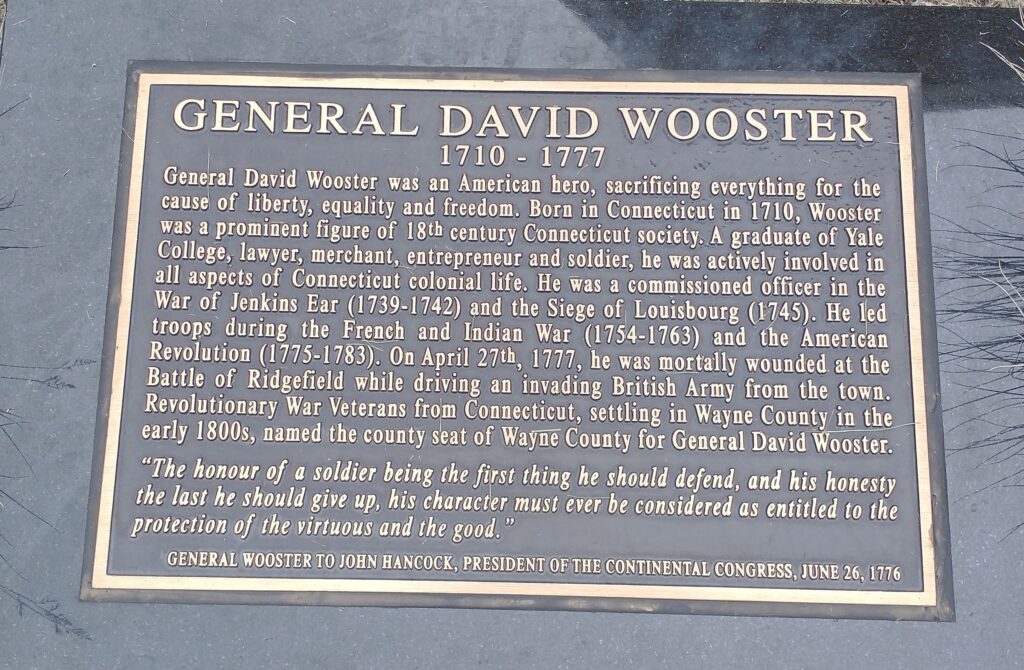 GENERAL DAVID WOOSTER
1710 - 1777
General David Wooster was an American hero, sacrificing everything for the
cause of liberty, equality and freedom. Born in Connecticut in 1710, Wooster
was a prominent figure of 18th century Connecticut society. A graduate of Yale
College, lawyer, merchant, entrepreneur and soldier, he was actively involved in
all aspects of Connecticut colonial life. He was a commissioned officer in the
War of Jenkins Ear (1739-1742) and the Siege of Louisbourg (1745). He led
troops during the French and Indian War (1754-1763) and the American
Revolution (1775-1783). On April 27th, 1777, he was mortally wounded at the
Battle of Ridgefield while driving an invading British Army from the town.
Revolutionary War Veterans from Connecticut, settling in Wayne County in the
early 1800s, named the county seat of Wayne County for General David Wooster.
“The honour of a soldier being the first thing he should defend, and his honesty
the last he should give up, his character must ever be considered as entitled to the
protection of the virtuous and the good.”
GENERAL WOOSTER TO JOHN HANCOCK, PRESIDENT OF THE CONTINENTAL CONGRESS, JUNE 26, 1776